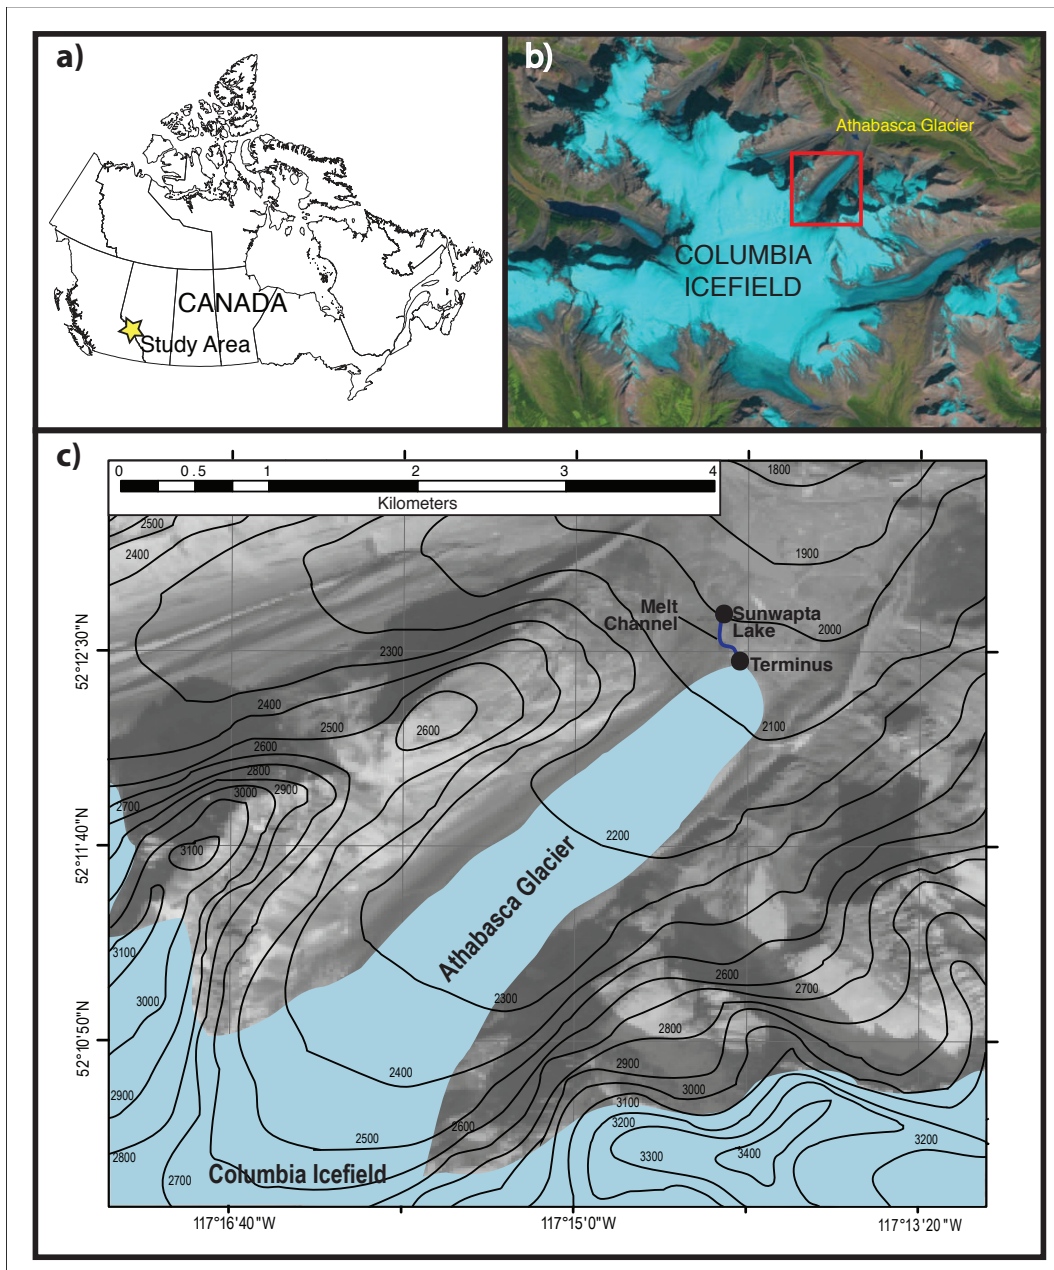 a)
CANADA
Study Area
b)
Athabasca Glacier
COLUMBIA
ICEFIELD
c)
0 0.5 1 2 3 4
Kilometers
1800
2500
2400
1900
Melt
Channel
Sunwapta
Lake
2000
Terminus
52°12'30"N
2300
2400
2500
2600
2100
2600
2800
2900
3000
2700
2200
52°11'40"N
3100
Athabasca Glacier
3100
3000
2300
2600
2700
2800
52°10'50"N
2900
2400
2900
3000
3100
3200
2600
2500
2800
2700
3300
3400
3200
Columbia Icefield
117°16'40"W
117°15'0"W
117°13'20"W